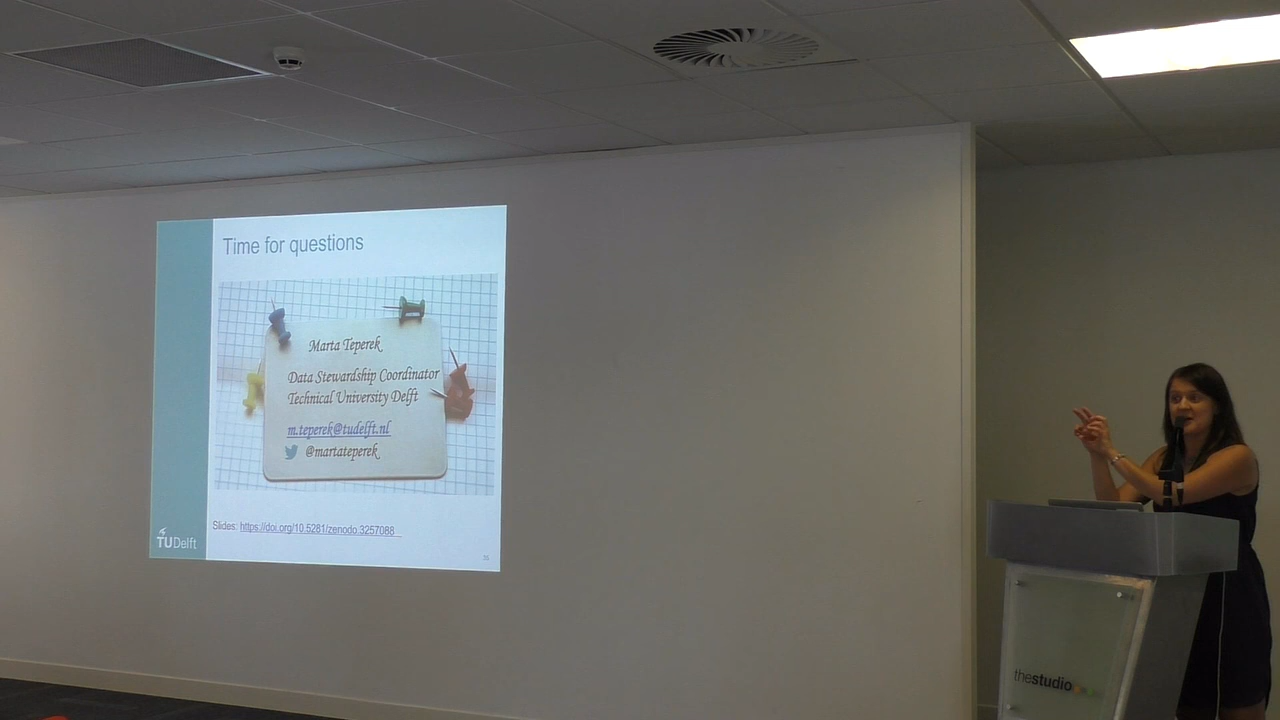 Time for questions
Marta Teperek
Data Stewardship Coordinator
Technical University Delft
m.teperek@tudelft.nl
@martateperek
Slides: https://doi.org/10.5281/zenodo.3257088
TUDelft
thestudio